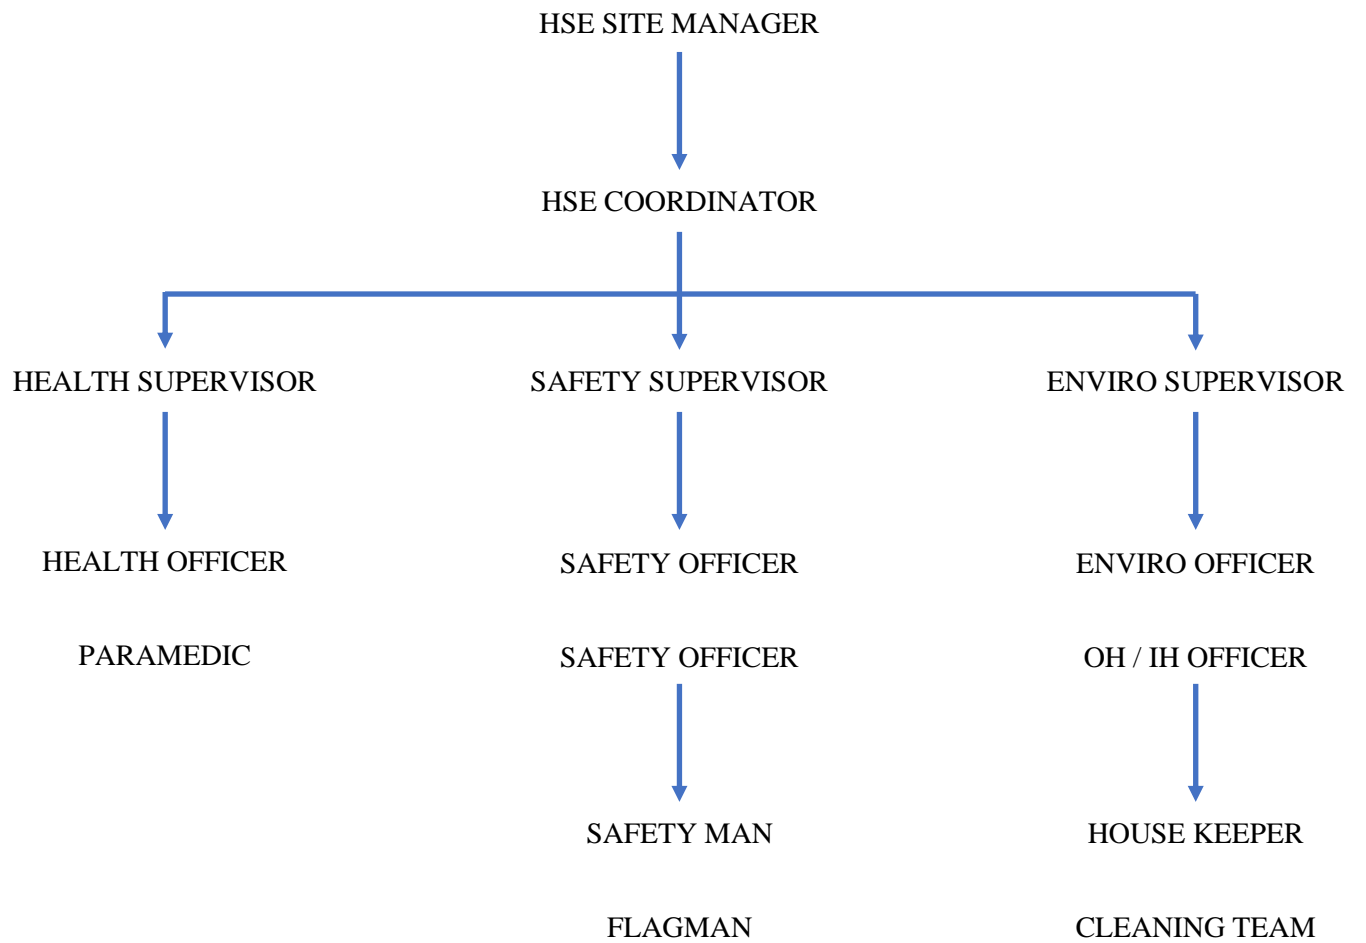 HSE SITE MANAGER
HSE COORDINATOR
HEALTH SUPERVISOR
SAFETY SUPERVISOR
ENVIRO SUPERVISOR
HEALTH OFFICER
SAFETY OFFICER
ENVIRO OFFICER
PARAMEDIC
SAFETY OFFICER
OH / IH OFFICER
SAFETY MAN
HOUSE KEEPER
FLAGMAN
CLEANING TEAM